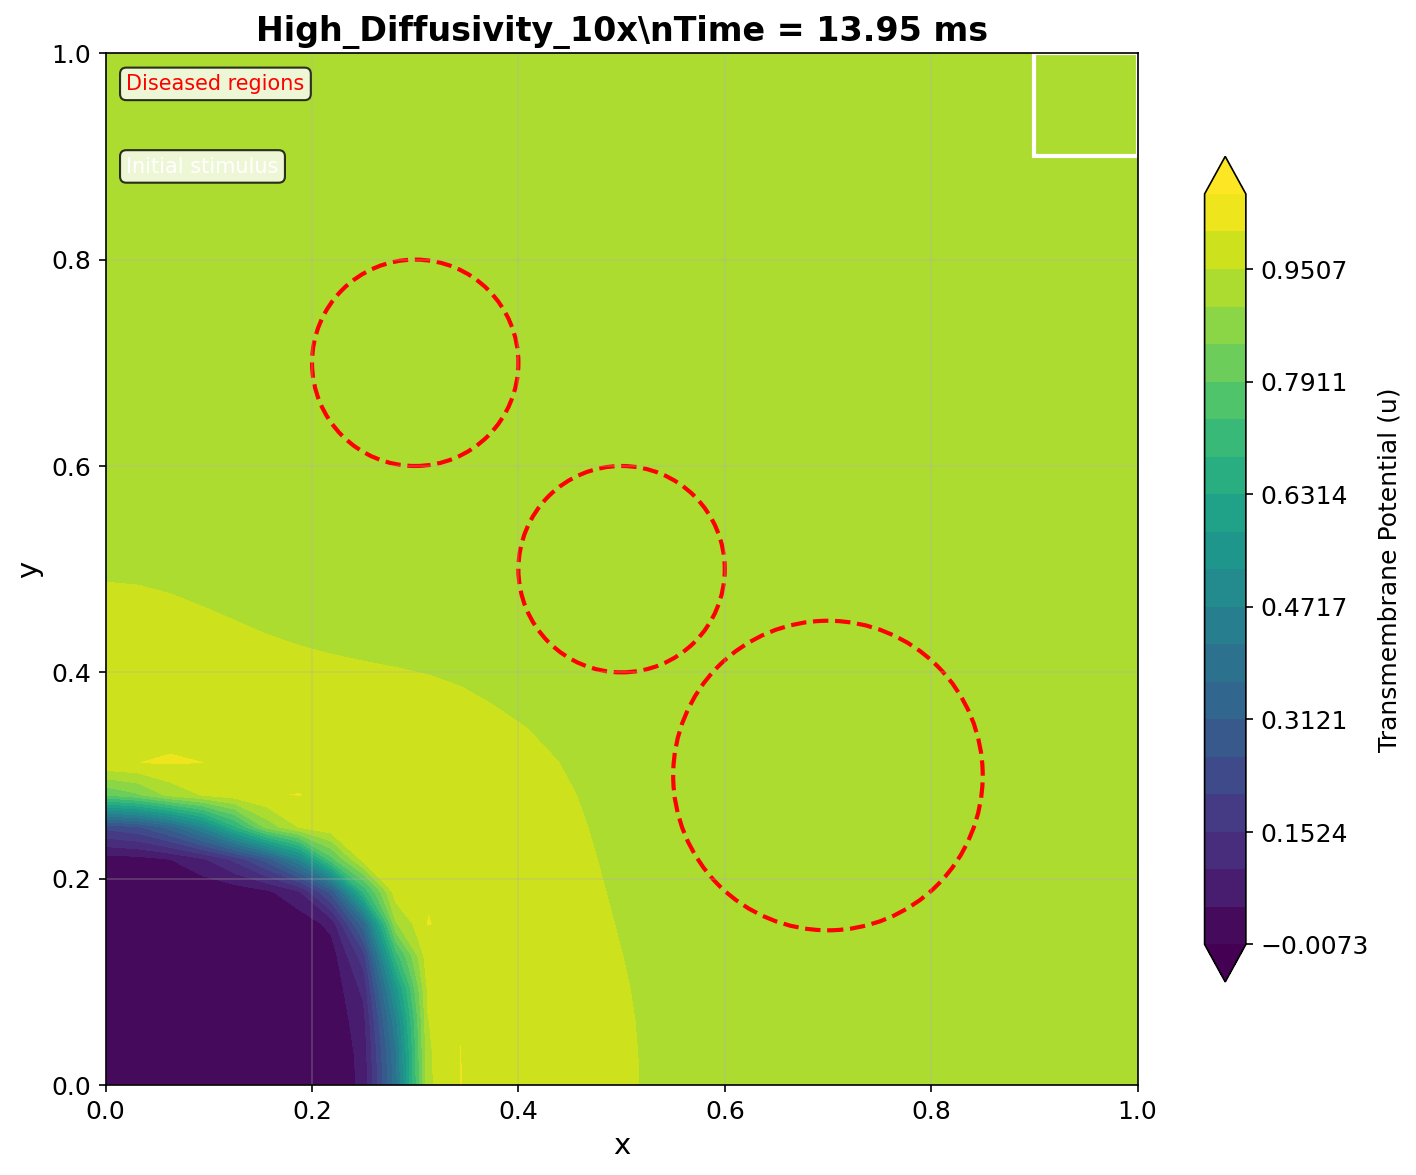 High_Diffusivity_10x\nTime = 13.95 ms
Diseased regions
Initial stimulus
1.0
0.8
0.6
0.4
0.2
0.0
y
0.0 0.2 0.4 0.6 0.8 1.0
x
0.9507
0.7911
0.6314
0.4717
0.3121
0.1524
−0.0073
Transmembrane Potential (u)